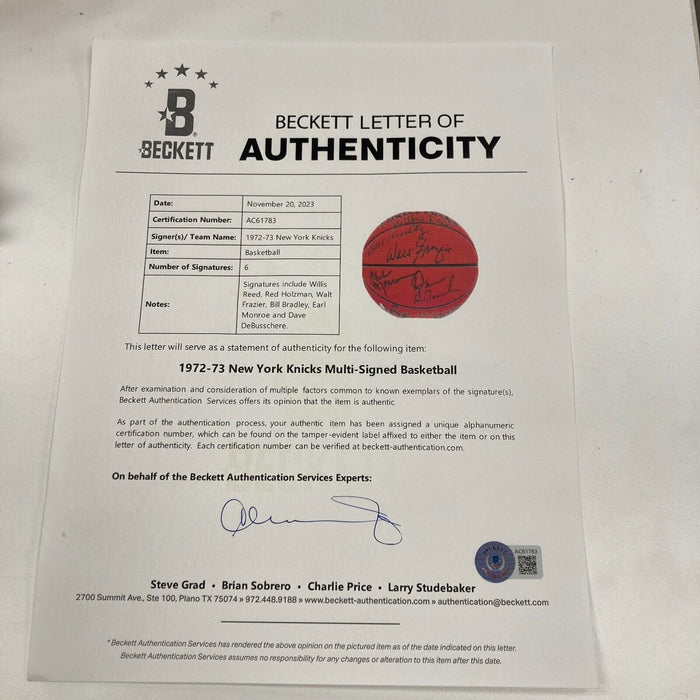 B
BECKETT
BECKETT LETTER OF
AUTHENTICITY
Date: November 20, 2023
Certification Number: AC61783
Signer(s)/ Team Name: 1972-73 New York Knicks
Item: Basketball
Number of Signatures: 6
Notes: Signatures include Willis
Reed, Red Holzman, Walt
Frazier, Bill Bradley, Earl
Monroe and Dave
DeBusschere.
Walt Frazier
This letter will serve as a statement of authenticity for the following item:
1972-73 New York Knicks Multi-Signed Basketball
After examination and consideration of multiple factors common to known exemplars of the signature(s),
Beckett Authentication Services offers its opinion that the item is authentic.
As part of the authentication process, your authentic item has been assigned a unique alphanumeric
certification number, which can be found on the tamper-evident label affixed to either the item or on this
letter of authenticity. Each certification number can be verified at beckett-authentication.com.
On behalf of the Beckett Authentication Services Experts:
AC61783
Steve Grad • Brian Sobrero • Charlie Price • Larry Studebaker
2700 Summit Ave., Ste 100, Plano TX 75074 » 972.448.9188 » www.beckett-authentication.com » authentication@beckett.com
* Beckett Authentication Services has rendered the above opinion on the pictured item as of the date indicated on this letter.
Beckett Authentication Services assumes no responsibility for any changes or alteration to this item after this date.